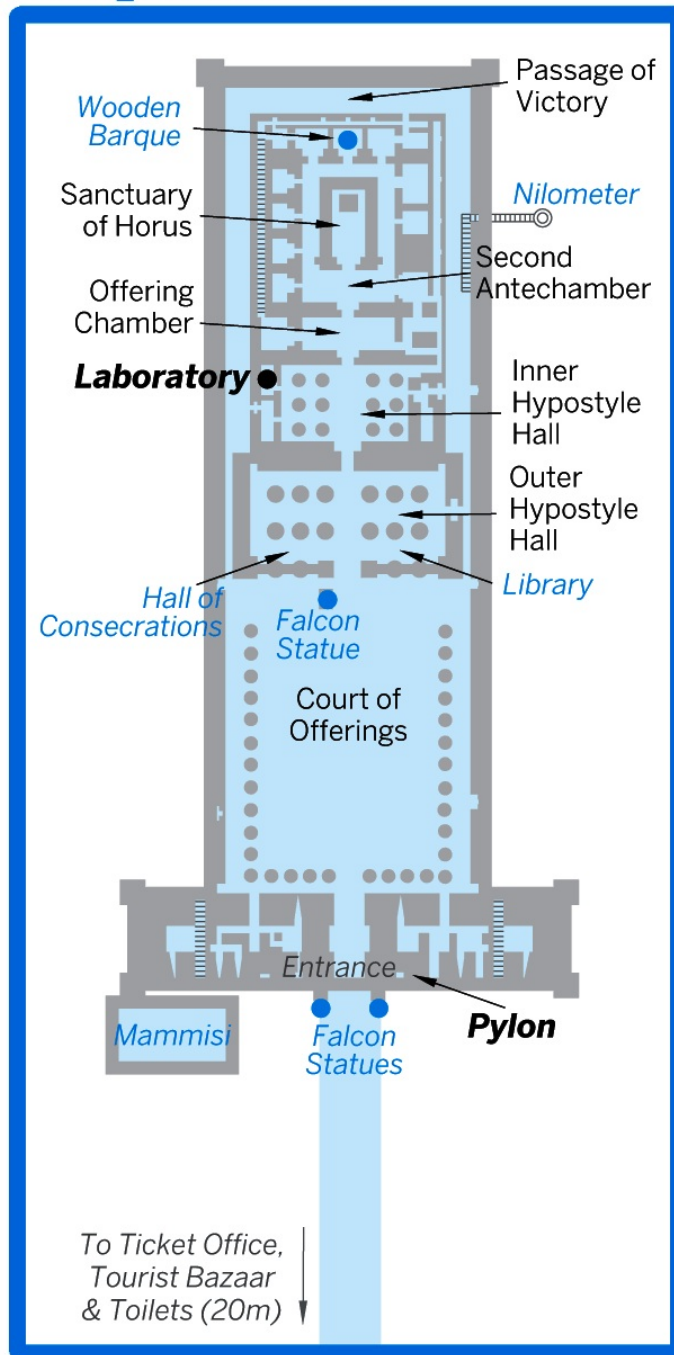 Passage of
Victory
Wooden
Barque
Nilometer
Sanctuary
of Horus
Second
Antechamber
Offering
Chamber
Laboratory
Inner
Hypostyle
Hall
Outer
Hypostyle
Hall
Hall of
Consecrations
Library
Falcon
Statue
Court of
Offerings
Entrance
Pylon
Mammisi
Falcon
Statues
To Ticket Office,
Tourist Bazaar
& Toilets (20m)